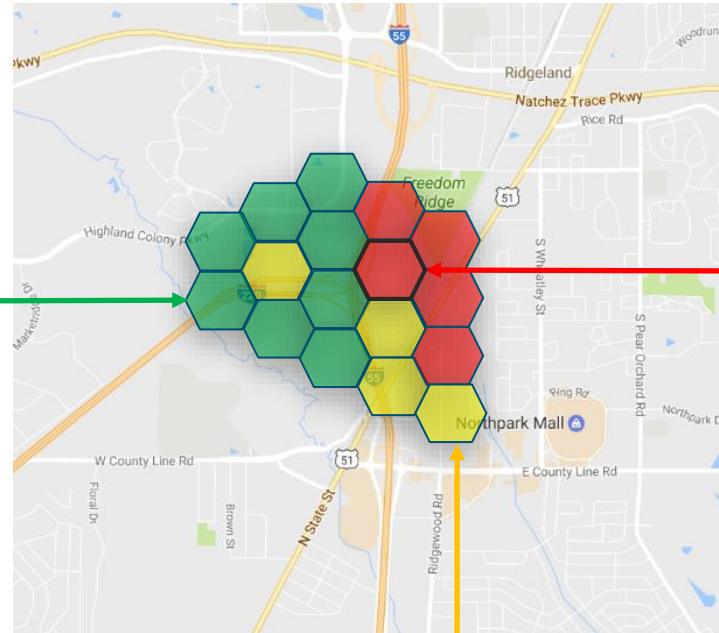 55
Woodrun
Pkwy
Ridgeland
Natchez Trace Pkwy
Rice Rd
Freedom
Ridge
51
Highland Colony Pkwy
S Wheatley St
S Pear Orchard Rd
55
Ring Rd
Northpark Mall
Northpark D
W County Line Rd
51
E County Line Rd
Floral Dr
Brown St
N State St
Ridgewood Rd